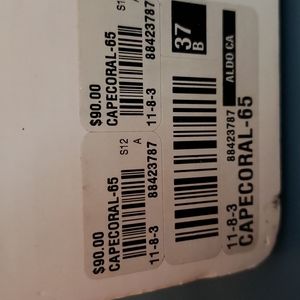 $90.00
CAPECORAL-65
S12 A
11-8-3 88423787
$90.00
CAPECORAL-65
11-8-3 88423787
37
B
ALDO CA
11-8-3 88423787
CAPECORAL-65